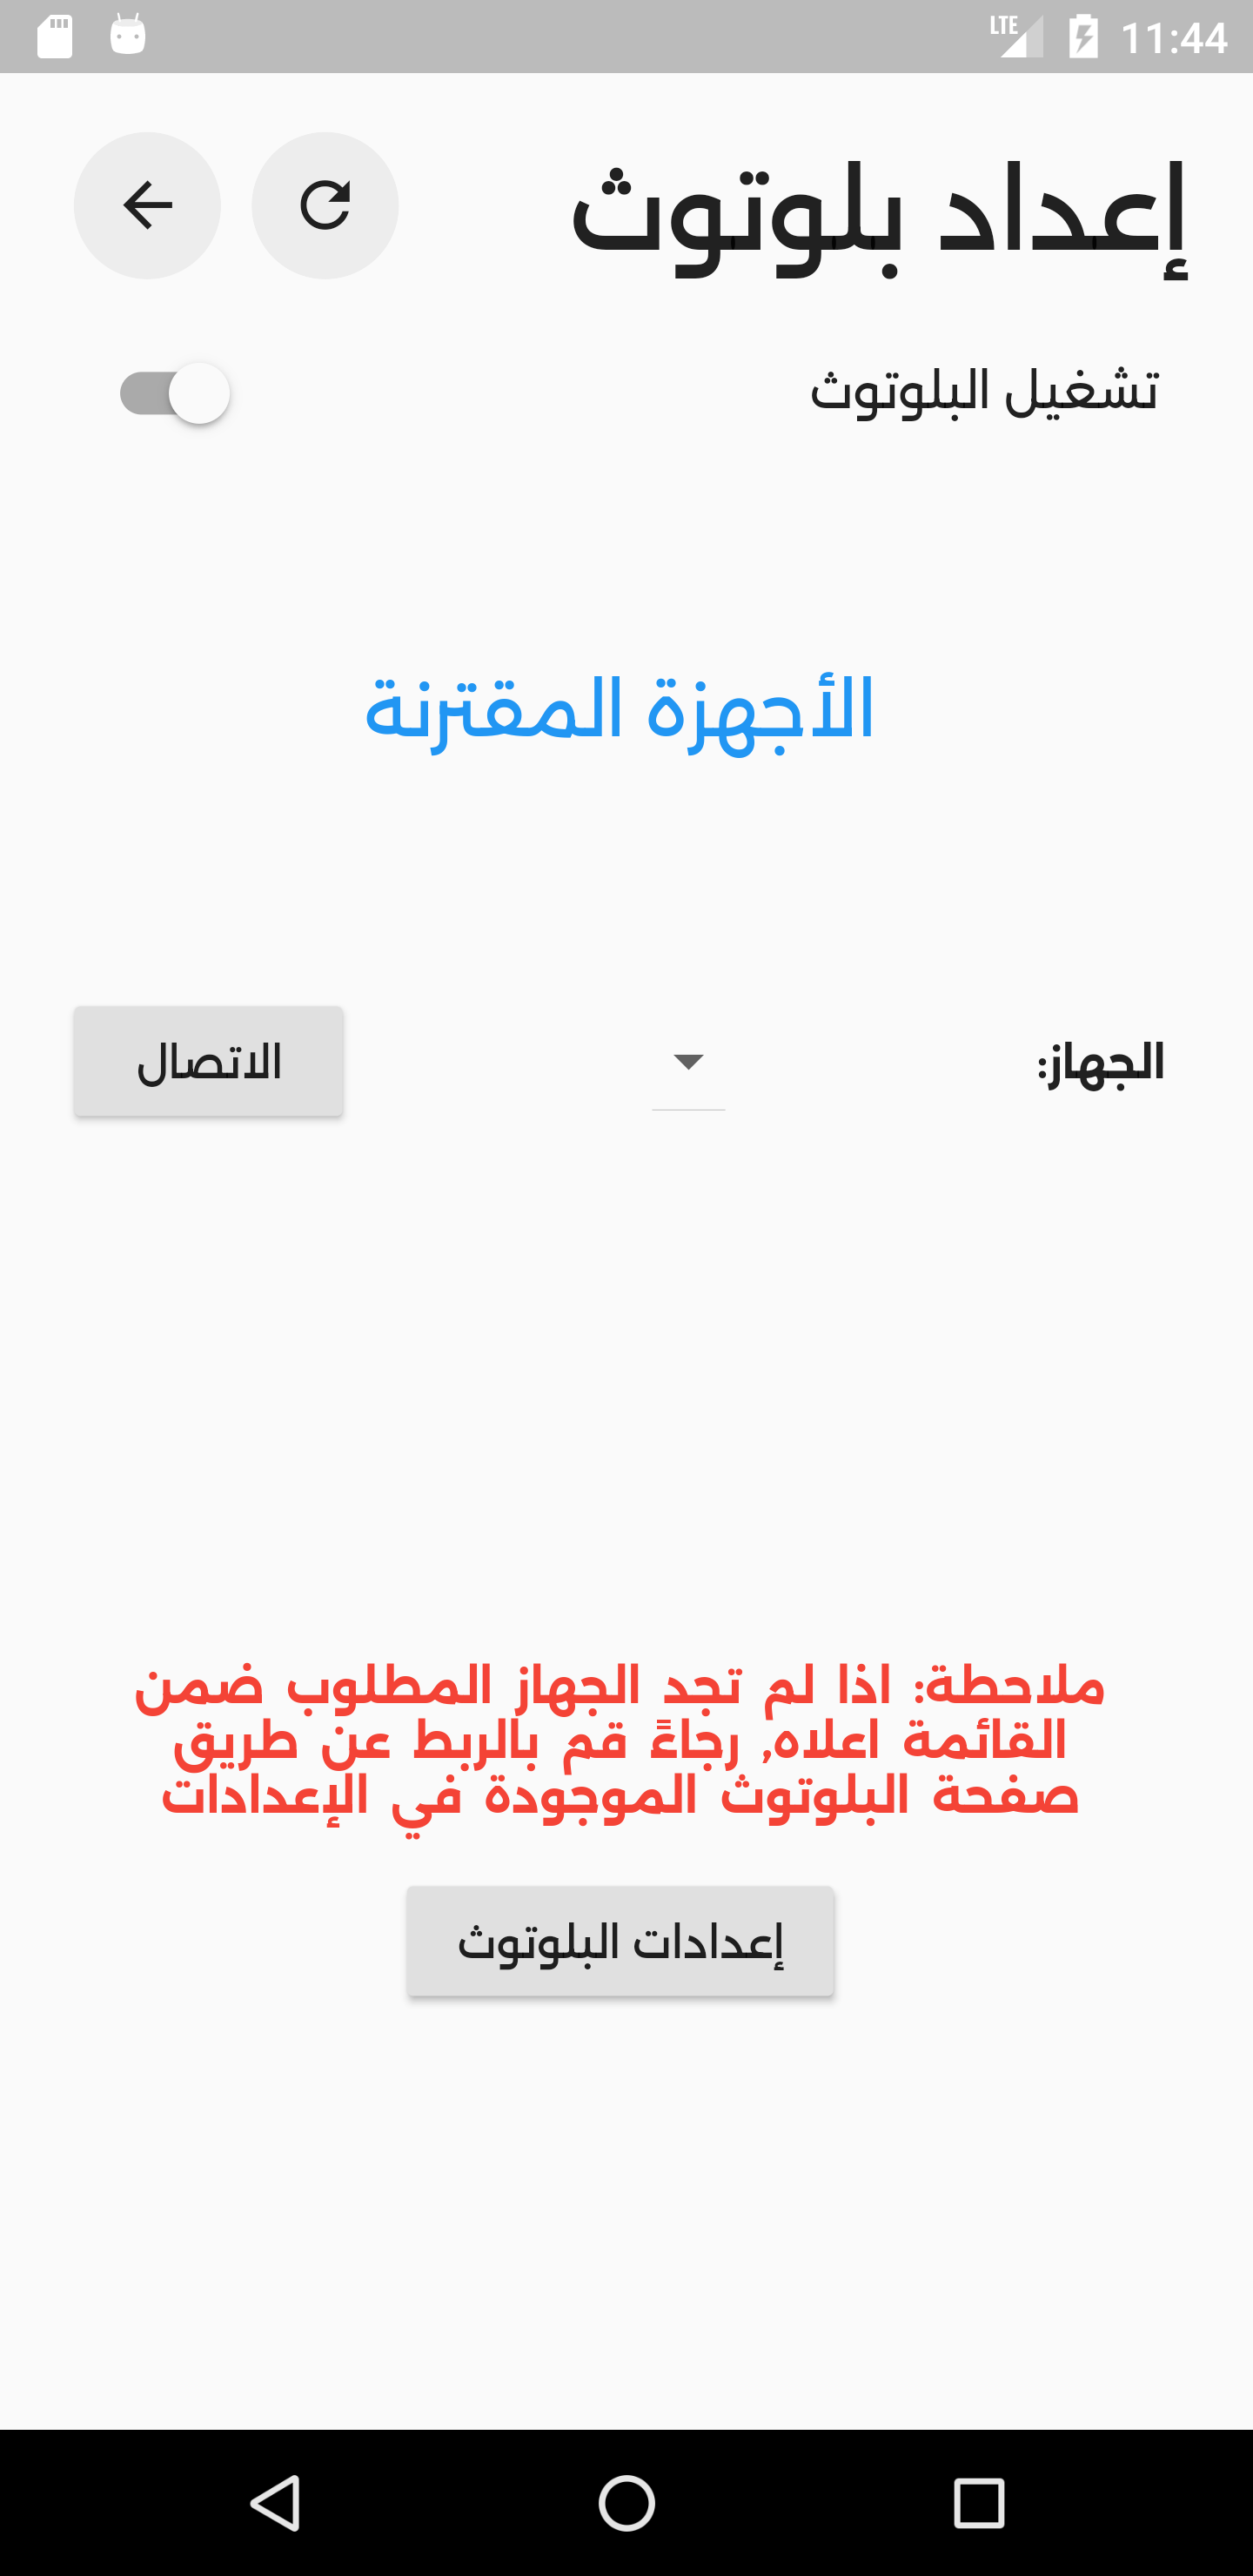 LTE 11:44
إعداد بلوتوث
تشغيل البلوتوث
الأجهزة المقترنة
الجهاز:
الاتصال
ملاحطة: اذا لم تجد الجهاز المطلوب ضمن
القائمة اعلاه, رجاءً قم بالربط عن طريق
صفحة البلوتوث الموجودة في الإعدادات
إعدادات البلوتوث